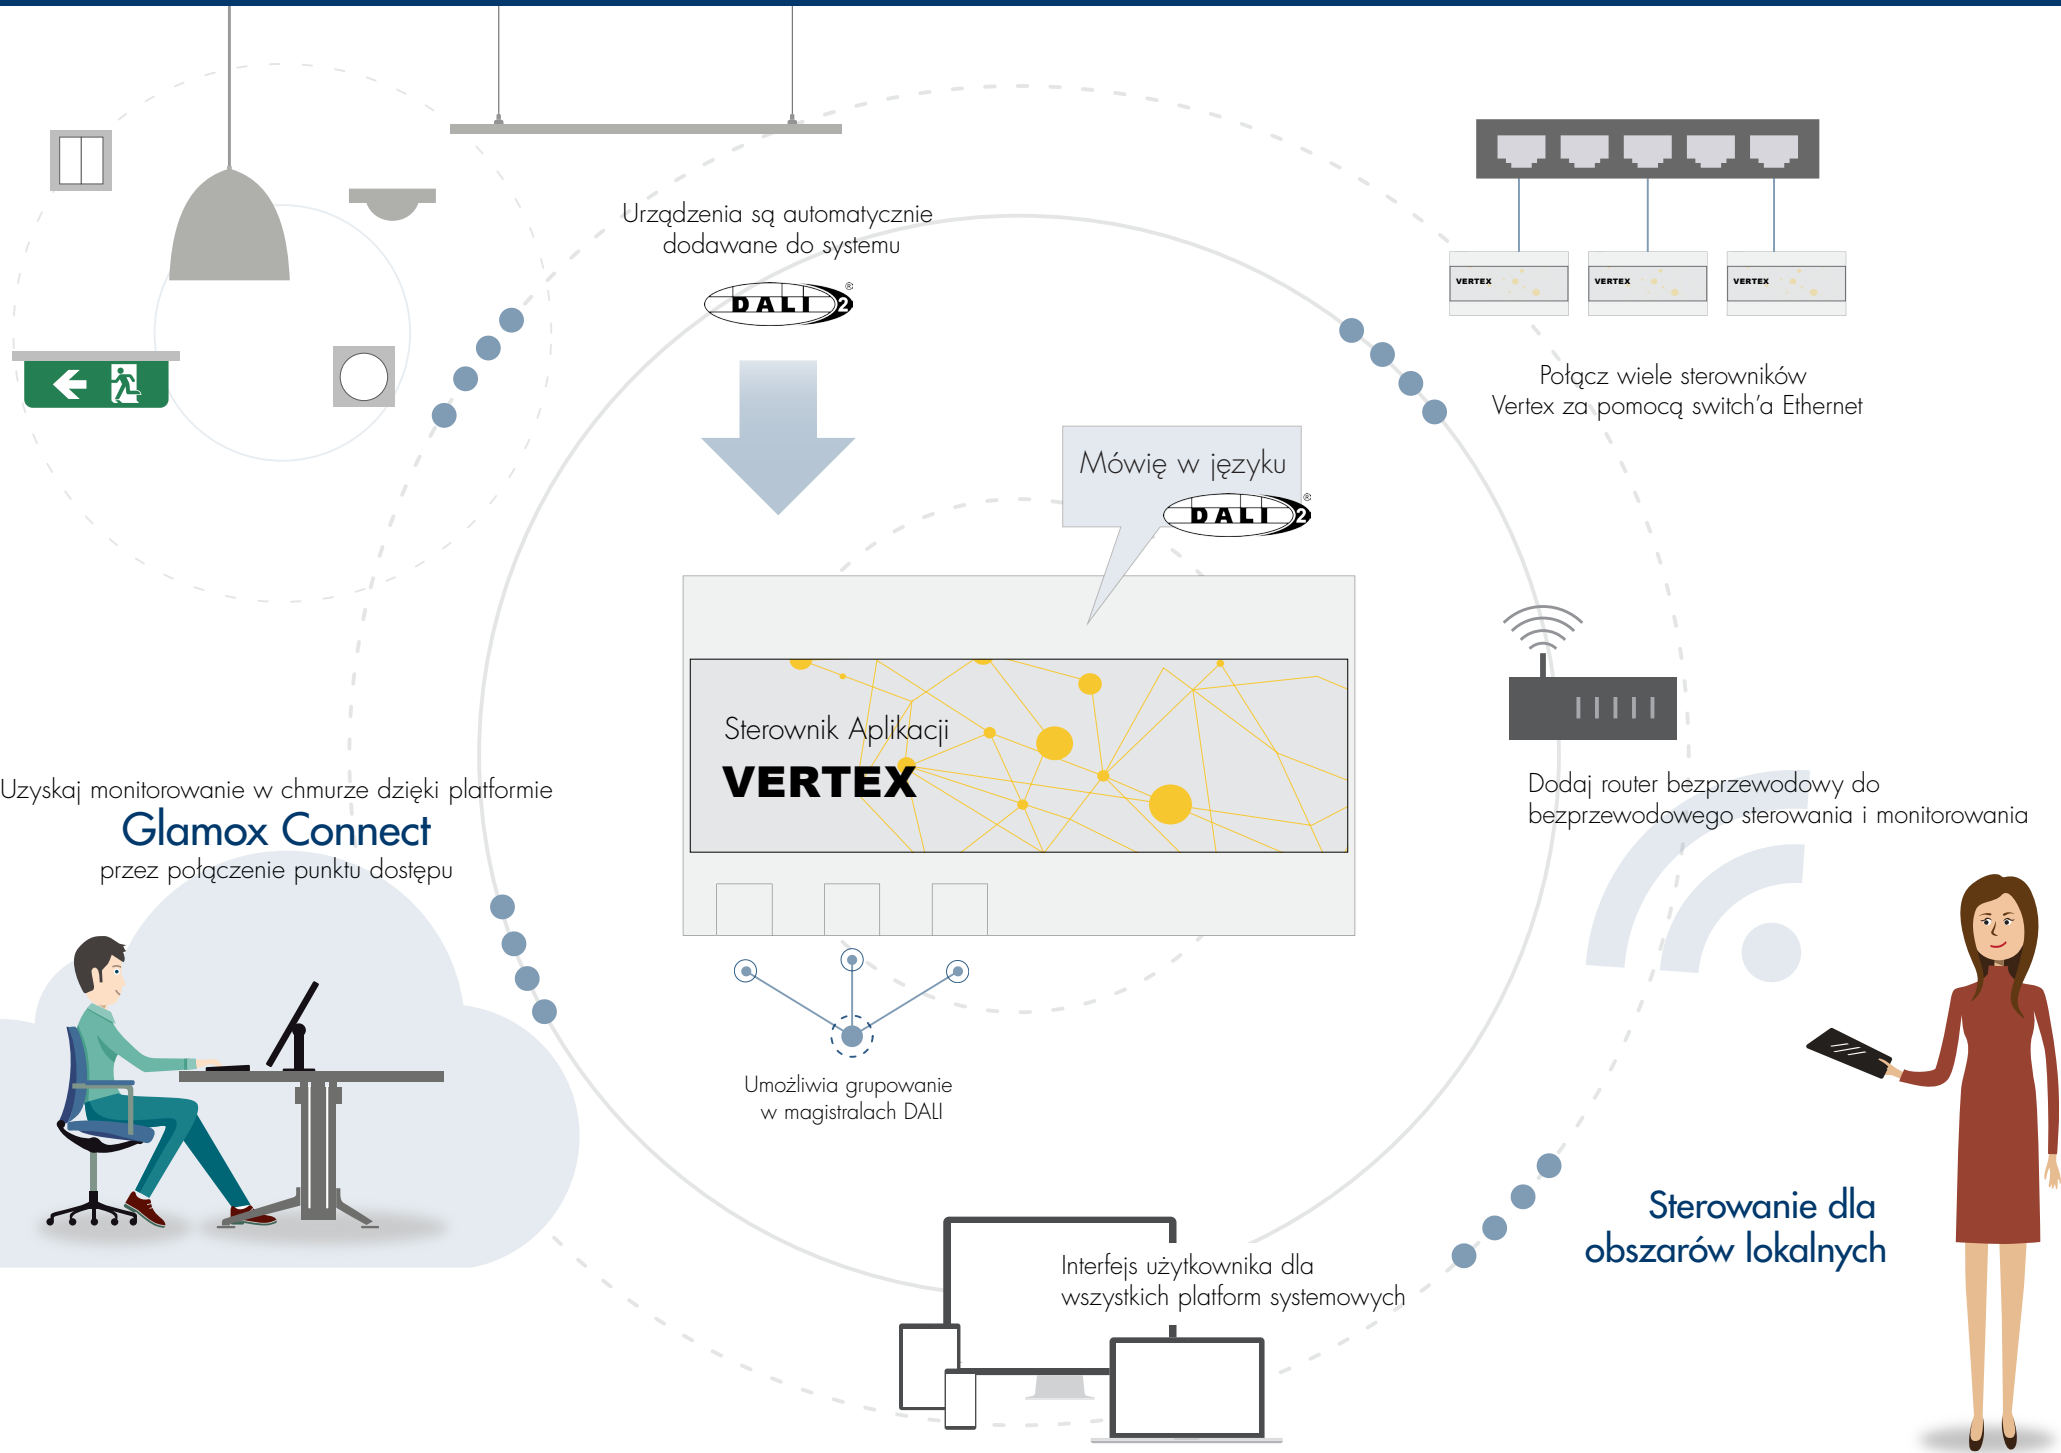 Urządzenia są automatycznie
dodawane do systemu
DALI 2®
VERTEX
VERTEX
VERTEX
Połącz wiele sterowników
Vertex za pomocą switch'a Ethernet
Mówię w języku
DALI 2®
Sterownik Aplikacji
VERTEX
Uzyskaj monitorowanie w chmurze dzięki platformie
Glamox Connect
przez połączenie punktu dostępu
Dodaj router bezprzewodowy do
bezprzewodowego sterowania i monitorowania
Umożliwia grupowanie
w magistralach DALI
Sterowanie dla
obszarów lokalnych
Interfejs użytkownika dla
wszystkich platform systemowych